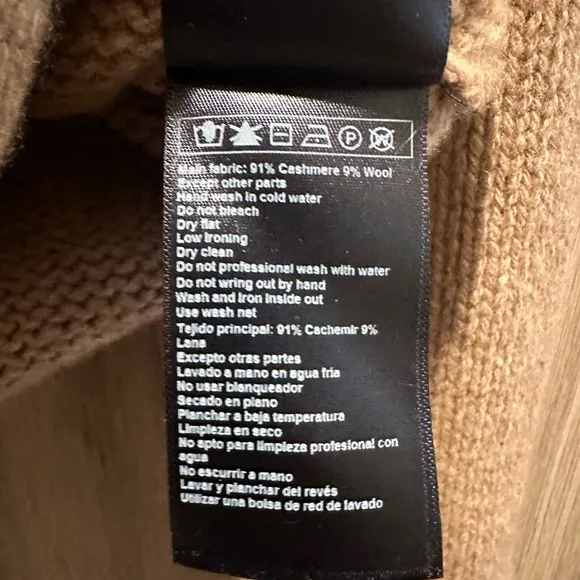 P W
Main fabric: 91% Cashmere 9% Wool
Except other parts
Hand wash in cold water
Do not bleach
Dry flat
Low ironing
Dry clean
Do not professional wash with water
Do not wring out by hand
Wash and iron inside out
Use wash net
Tejido principal: 91% Cachemir 9%
Lana
Excepto otras partes
Lavado a mano en agua fría
No usar blanqueador
Secado en plano
Planchar a baja temperatura
Limpieza en seco
No apto para limpieza profesional con
agua
No escurrir a mano
Lavar y planchar del revés
Utilizar una bolsa de red de lavado